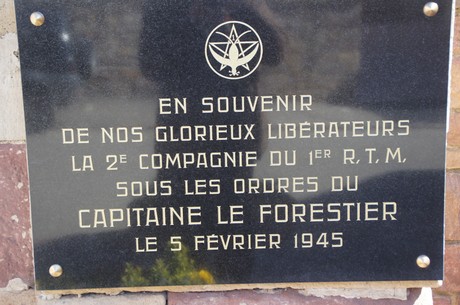 EN SOUVENIR
DE NOS GLORIEUX LIBÉRATEURS
LA 2E COMPAGNIE DU 1ER R.T.M.
SOUS LES ORDRES DU
CAPITAINE LE FORESTIER
LE 5 FÉVRIER 1945